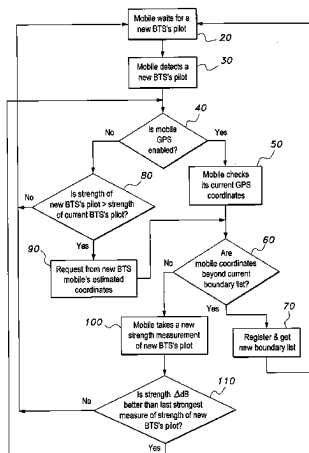 Mobile waits for a
new BTS's pilot
20
30
Mobile detects a
new BTS's pilot
40
No
Is mobile
GPS
enabled?
Yes
50
Mobile checks
its current GPS
coordinates
80
No
Is strength of
new BTS's pilot > strength
of current BTS's pilot?
Yes
90
Request from new BTS
mobile's estimated
coordinates
60
No
Are
mobile coordinates
beyond current
boundary list?
Yes
70
Register & get
new boundary list
100
Mobile takes a new
strength measurement
of new BTS's pilot
110
No
Is strength ΔdB
better than last strongest
measure of strength of new
BTS's pilot?
Yes